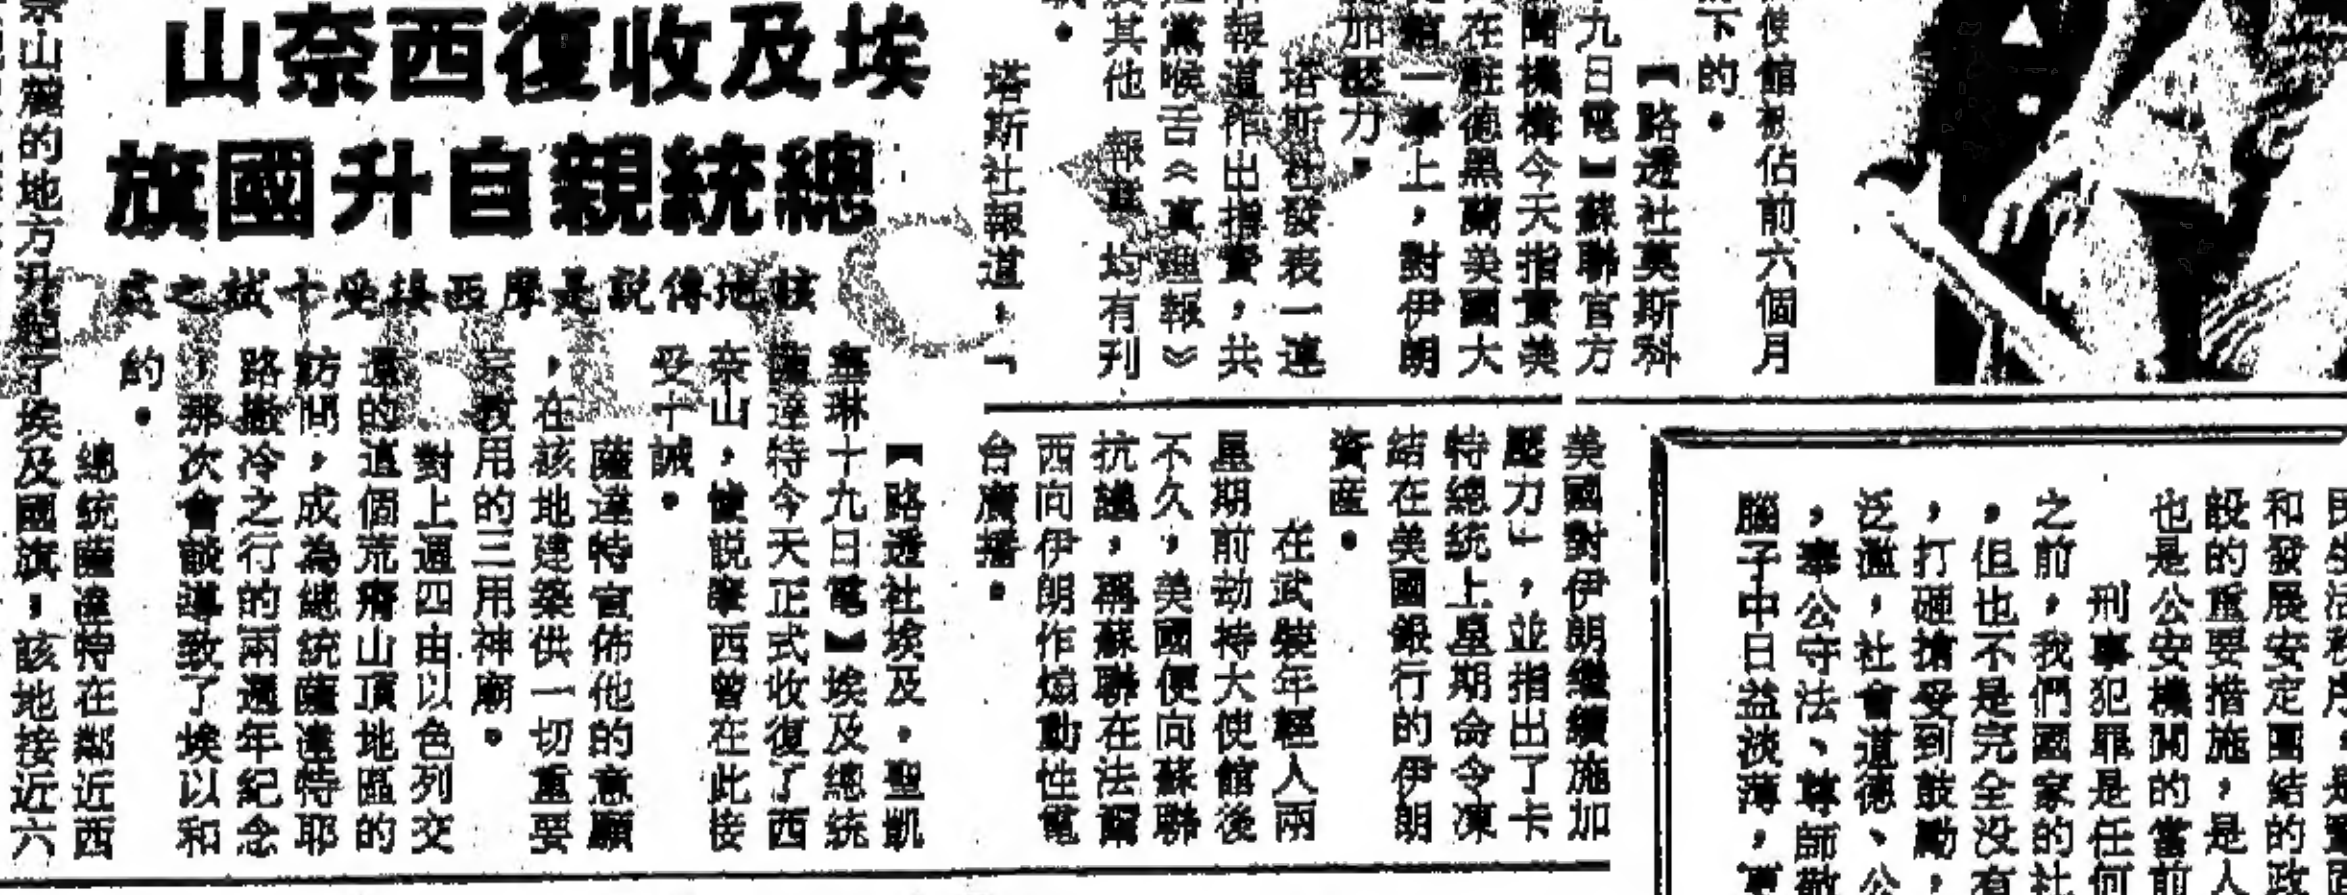 使館被佔前六個月
下的。
【路透社莫斯科
十九日電】蘇聯官方
聞機構今天指責美
在駐德黑蘭美國大
館一事上,對伊朗
加壓力。
塔斯社發表一連
報道作出指責,共
黨喉舌《真理報》
其他報章均有刊
載。
塔斯社報道,「
美國對伊朗繼續施加
壓力」,並指出了卡
特總統上星期命令凍
結在美國銀行的伊朗
資産。
在武裝年輕人兩
星期前劫持大使館後
不久,美國便向蘇聯
抗議,稱蘇聯在法爾
西向伊朗作煽動性電
台廣播。
埃及收復西奈山
總統親自升國旗
該地傳説是摩西接受十誡之處
【路透社埃及.聖凱
塞琳十九日電】埃及總統
薩達特今天正式收復了西
奈山,據説摩西曾在此接
受十誡。
薩達特宣佈他的意願
,在該地建築供一切重要
宗教用的三用神廟。
對上週四由以色列交
還的這個荒瘠山頂地區的
訪問,成為總統薩達特耶
路撒冷之行的兩週年紀念
,那次會談導致了埃以和
約。
總統薩達特在鄰近西
奈山麓的地方升起了埃及國旗,該地接近六
和發展安定團結的政
設的重要措施,是人
也是公安機關的當前
刑事犯罪是任何
之前,我們國家的社
,但也不是完全没有
,打砸搶受到鼓勵,
泛濫,社會道德、公
,奉公守法、尊師敬
腦子中日益淡薄,